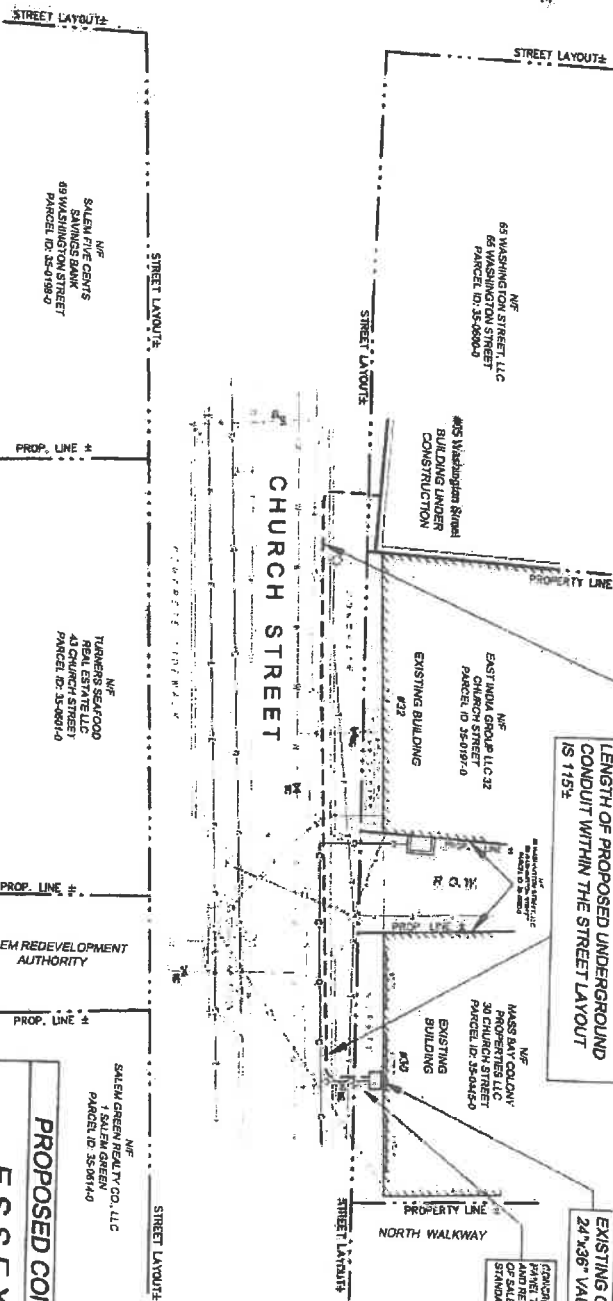 STREET LAYOUT±
STREET LAYOUT±
N/F
65 WASHINGTON STREET, LLC
65 WASHINGTON STREET
PARCEL ID: 35-0600-0
N/F
SALEM FIVE CENTS
SAVINGS BANK
69 WASHINGTON STREET
PARCEL ID: 35-0198-0
STREET LAYOUT±
STREET LAYOUT±
#65 Washington Street
BUILDING UNDER
CONSTRUCTION
PROP. LINE ±
PROPERTY LINE
CHURCH STREET
N/F
EAST INDIA GROUP LLC 32
CHURCH STREET
PARCEL ID 35-0197-0
EXISTING BUILDING
#32
N/F
TURNERS SEAFOOD
REAL ESTATE LLC
43 CHURCH STREET
PARCEL ID: 35-0601-0
LENGTH OF PROPOSED UNDERGROUND
CONDUIT WITHIN THE STREET LAYOUT
IS 115'±
R.O.W.
PROP. LINE ±
PROP. LINE ±
EM REDEVELOPMENT
AUTHORITY
N/F
MASS BAY COLONY
PROPERTIES LLC
30 CHURCH STREET
PARCEL ID: 35-0445-0
EXISTING
BUILDING
#30
PROP. LINE ±
N/F
SALEM GREEN REALTY CO., LLC
1 SALEM GREEN
PARCEL ID: 35-0614-0
PROPERTY LINE ±
NORTH WALKWAY
STREET LAYOUT±
STREET LAYOUT±
24"x36"
PROPOSED
ESSEX